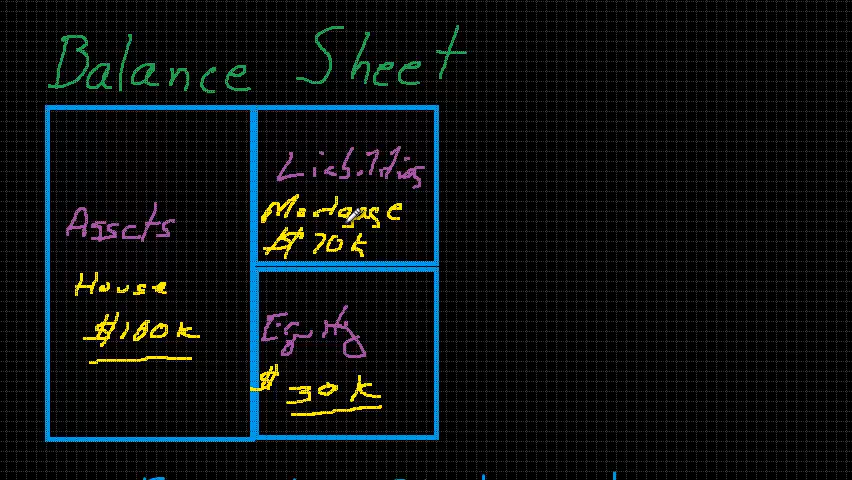 Balance Sheet
Assets
House
$100k
Liabilities
Mortgage
$70k
Equity
$30k